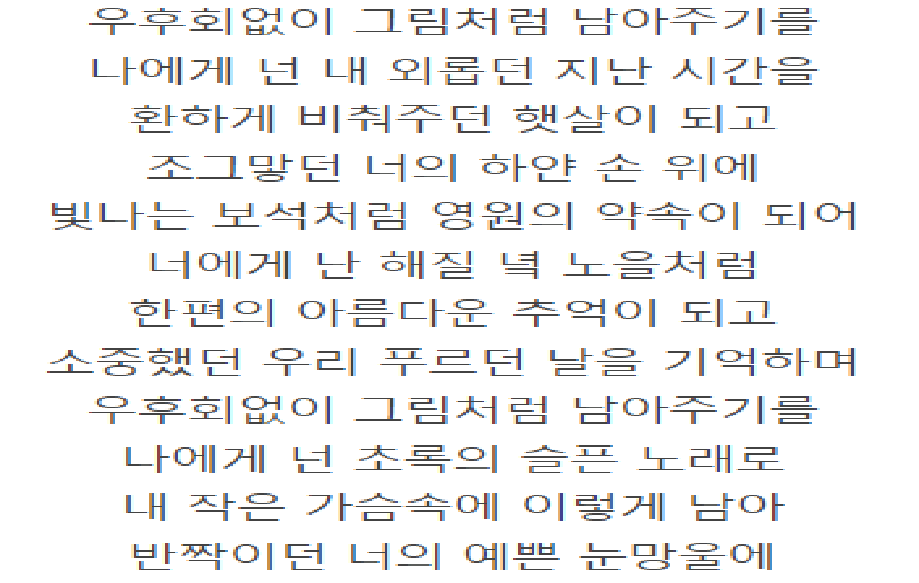 우후회없이 그림처럼 남아주기를
나에게 넌 내 외롭던 지난 시간을
환하게 비춰주던 햇살이 되고
조그맣던 너의 하얀 손 위에
빛나는 보석처럼 영원의 약속이 되어
너에게 난 해질 녘 노을처럼
한편의 아름다운 추억이 되고
소중했던 우리 푸르던 날을 기억하며
우후회없이 그림처럼 남아주기를
나에게 넌 초록의 슬픈 노래로
내 작은 가슴속에 이렇게 남아
반짝이던 너의 예쁜 눈망울에